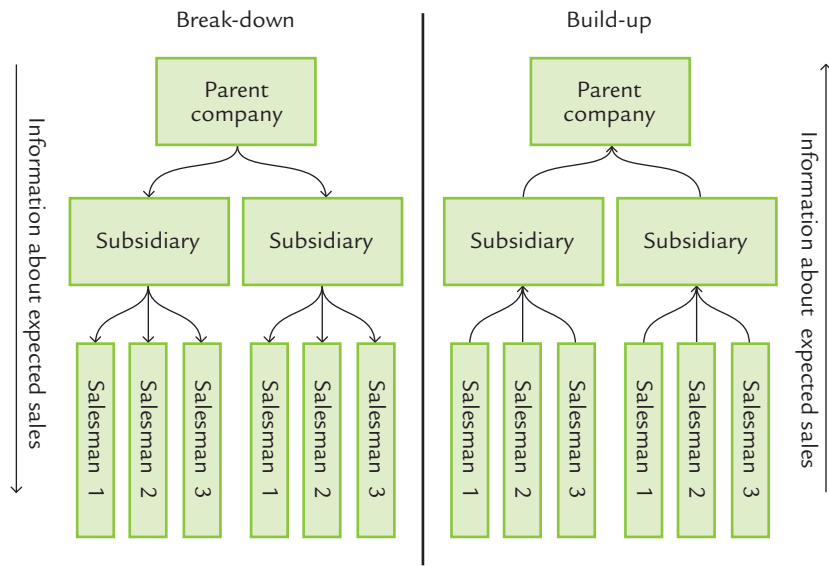 Break-down
Parent
company
Subsidiary
Subsidiary
Salesman 1
Salesman 2
Salesman 3
Salesman 1
Salesman 2
Salesman 3
Information about expected sales
Build-up
Parent
company
Subsidiary
Subsidiary
Salesman 1
Salesman 2
Salesman 3
Salesman 1
Salesman 2
Salesman 3
Information about expected sales